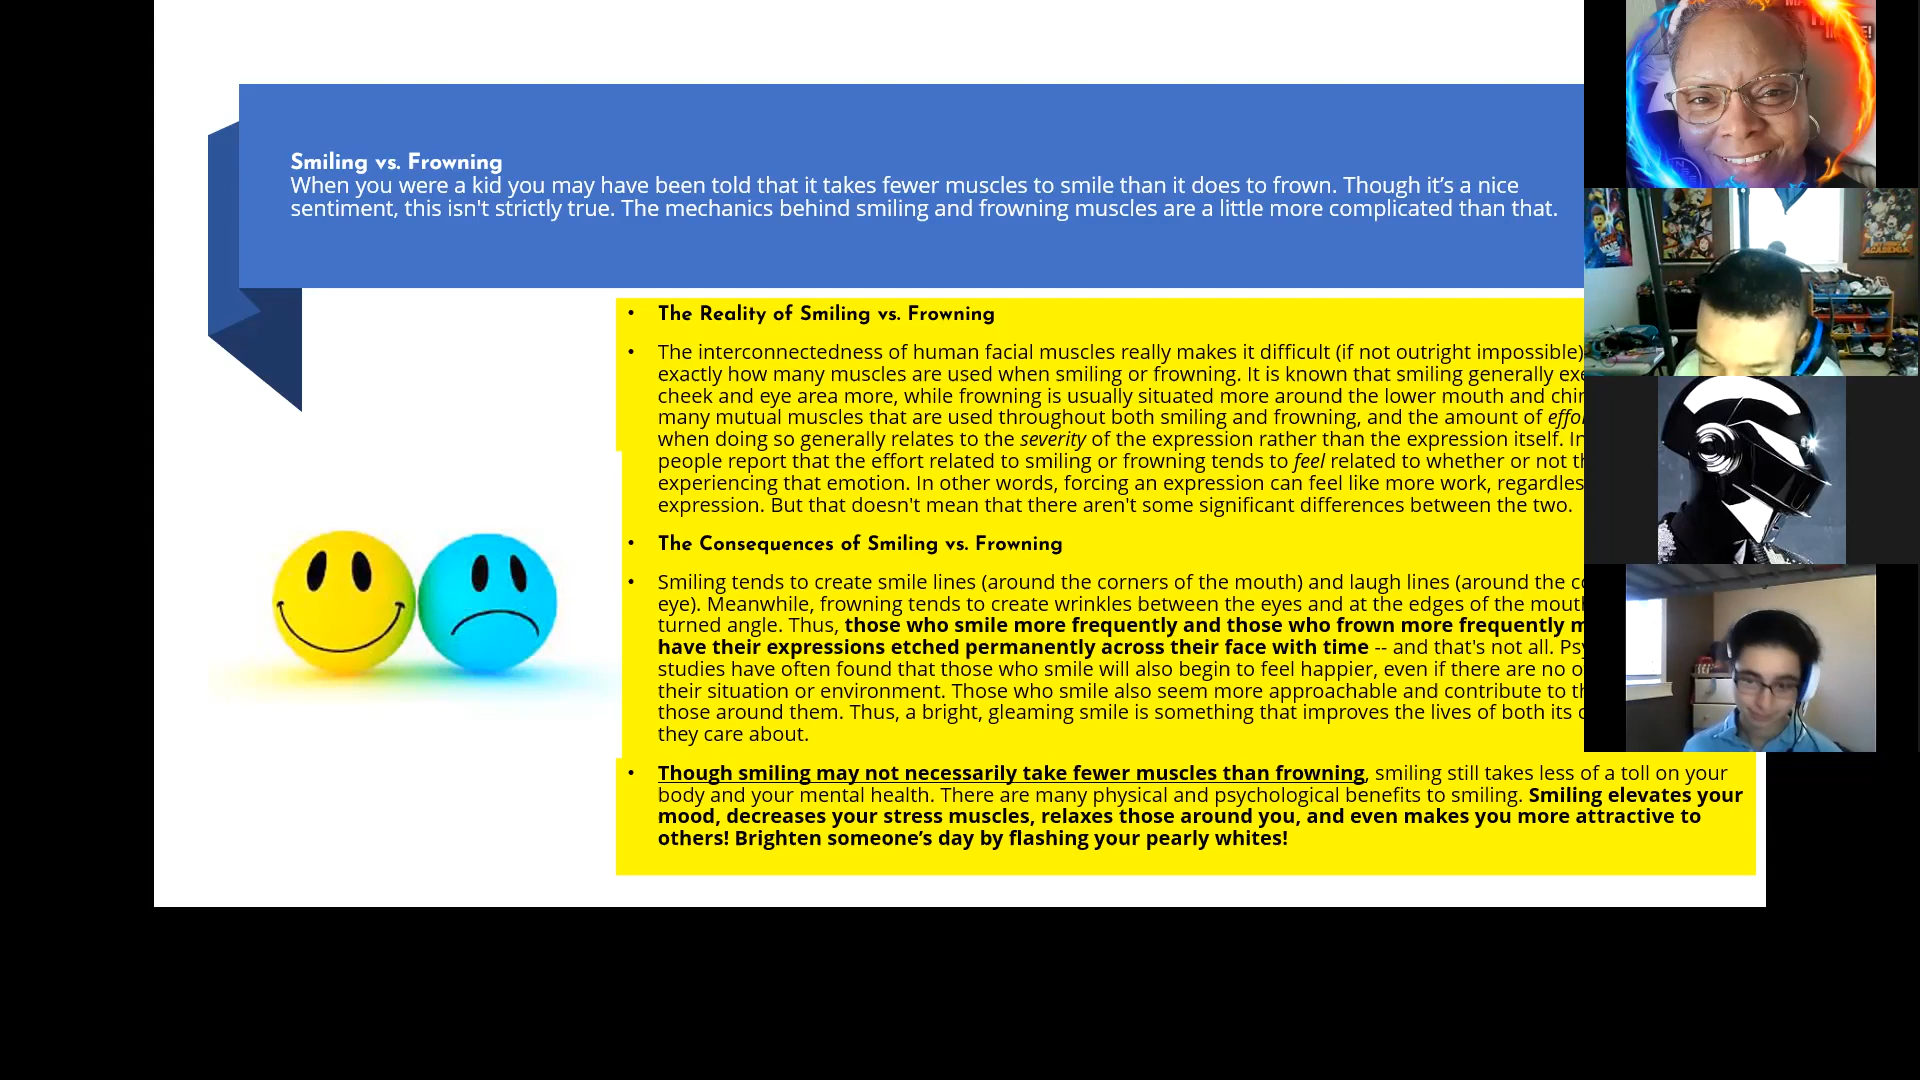 Smiling vs. Frowning
When you were a kid you may have been told that it takes fewer muscles to smile than it does to frown. Though it’s a nice
sentiment, this isn't strictly true. The mechanics behind smiling and frowning muscles are a little more complicated than that.
• The Reality of Smiling vs. Frowning
• The interconnectedness of human facial muscles really makes it difficult (if not outright impossible)
exactly how many muscles are used when smiling or frowning. It is known that smiling generally
cheek and eye area more, while frowning is usually situated more around the lower mouth and
many mutual muscles that are used throughout both smiling and frowning, and the amount of
when doing so generally relates to the severity of the expression rather than the expression itself. In
people report that the effort related to smiling or frowning tends to feel related to whether or not
experiencing that emotion. In other words, forcing an expression can feel like more work, regardless
expression. But that doesn't mean that there aren't some significant differences between the two.
• The Consequences of Smiling vs. Frowning
• Smiling tends to create smile lines (around the corners of the mouth) and laugh lines (around the
eye). Meanwhile, frowning tends to create wrinkles between the eyes and at the edges of the mouth
turned angle. Thus, those who smile more frequently and those who frown more frequently
have their expressions etched permanently across their face with time -- and that's not all.
studies have often found that those who smile will also begin to feel happier, even if there are no
their situation or environment. Those who smile also seem more approachable and contribute to
those around them. Thus, a bright, gleaming smile is something that improves the lives of both its
they care about.
• Though smiling may not necessarily take fewer muscles than frowning, smiling still takes less of a toll on your
body and your mental health. There are many physical and psychological benefits to smiling. Smiling elevates your
mood, decreases your stress muscles, relaxes those around you, and even makes you more attractive to
others! Brighten someone’s day by flashing your pearly whites!